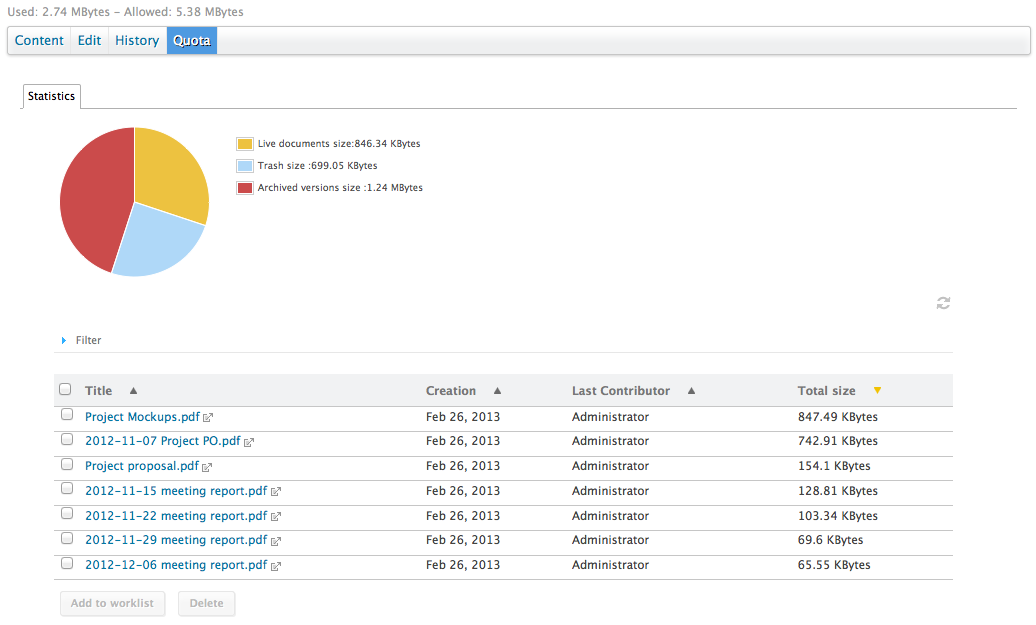 Used: 2.74 MBytes – Allowed: 5.38 MBytes
Content Edit History Quota
Statistics
Live documents size:846.34 KBytes
Trash size :699.05 KBytes
Archived versions size :1.24 MBytes
Filter
Title Creation Last Contributor Total size
Project Mockups.pdf Feb 26, 2013 Administrator 847.49 KBytes
2012-11-07 Project PO.pdf Feb 26, 2013 Administrator 742.91 KBytes
Project proposal.pdf Feb 26, 2013 Administrator 154.1 KBytes
2012-11-15 meeting report.pdf Feb 26, 2013 Administrator 128.81 KBytes
2012-11-22 meeting report.pdf Feb 26, 2013 Administrator 103.34 KBytes
2012-11-29 meeting report.pdf Feb 26, 2013 Administrator 69.6 KBytes
2012-12-06 meeting report.pdf Feb 26, 2013 Administrator 65.55 KBytes
Add to worklist Delete